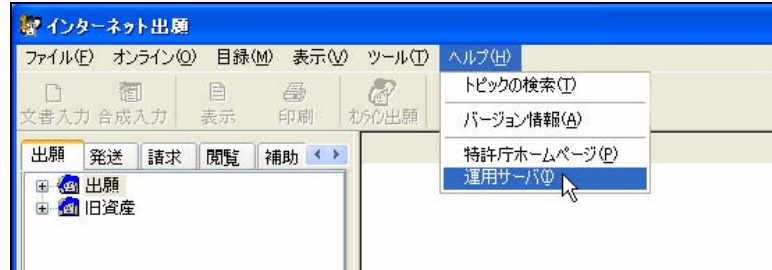 インターネット出願
ファイル(F) オンライン(O) 目録(M) 表示(V) ツール(T) ヘルプ(H)
文書入力 合成入力 表示 印刷 オンライン出願
トピックの検索(T)
バージョン情報(A)
特許庁ホームページ(P)
運用サーバ(I)
出願 発送 請求 閲覧 補助
出願
旧資産